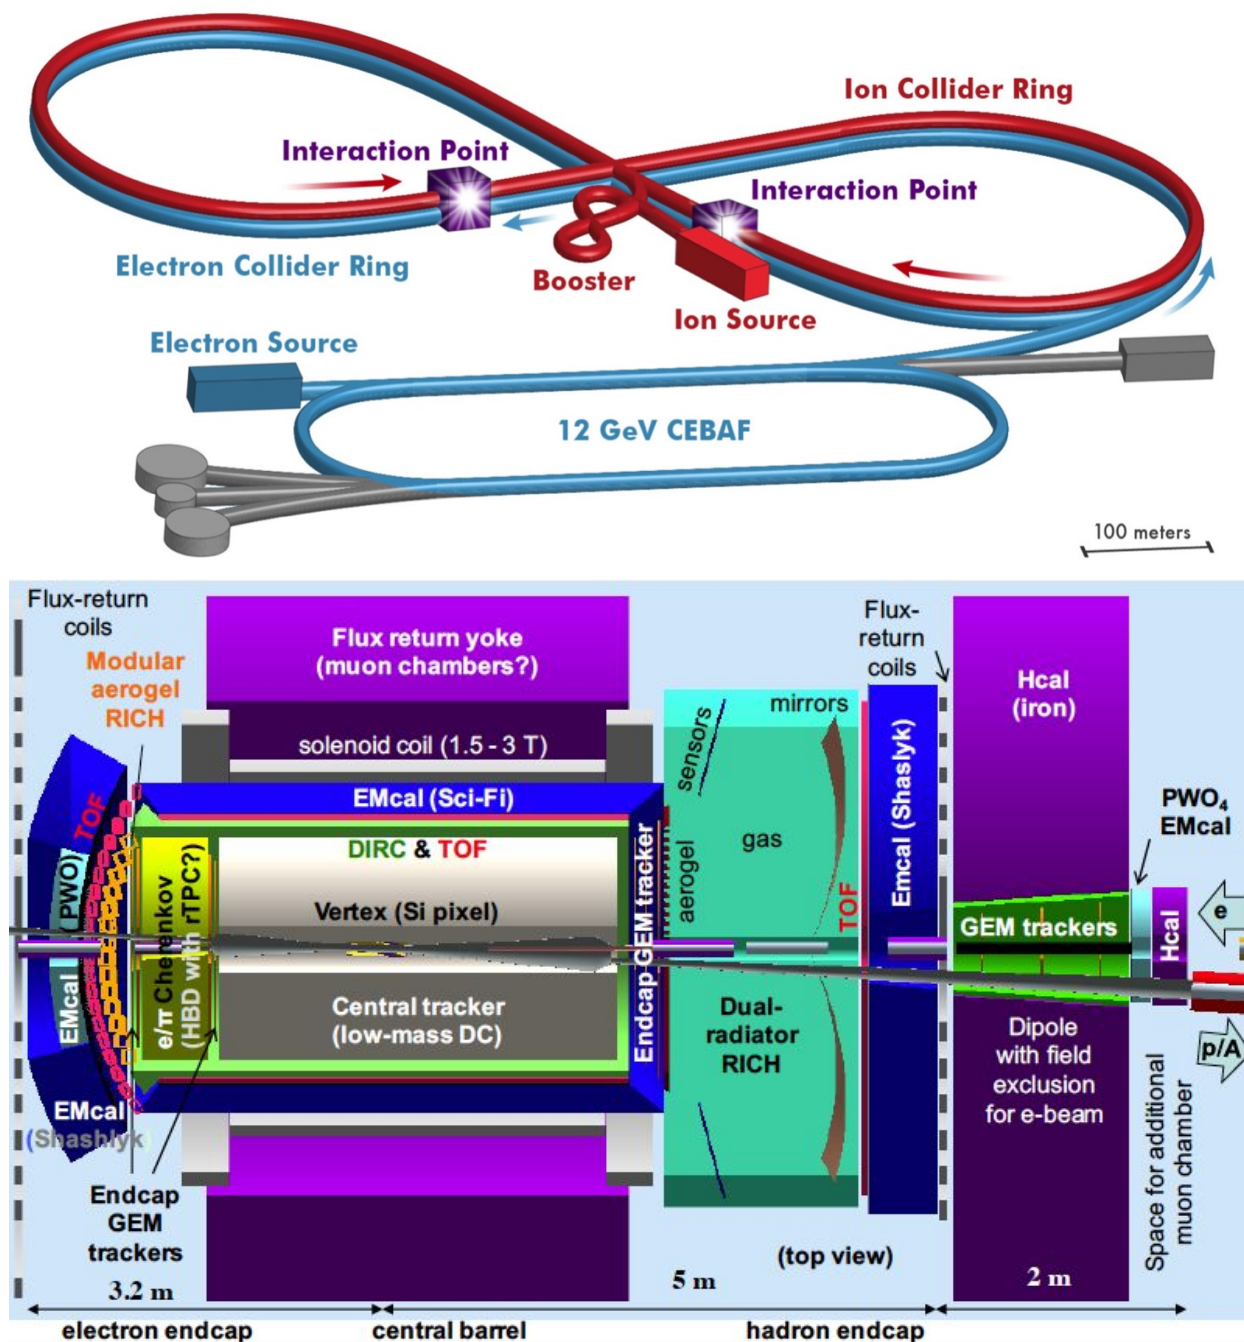 Ion Collider Ring
Interaction Point
Interaction Point
Electron Collider Ring
Booster
Ion Source
Electron Source
12 GeV CEBAF
100 meters
Flux-return
coils
Modular
aerogel
RICH
Flux return yoke
(muon chambers?)
solenoid coil (1.5 - 3 T)
Flux-
return
coils
mirrors
sensors
Hcal
(iron)
TOF
EMcal (Sci-Fi)
PWO4
EMcal
DIRC & TOF
gas
aerogel
Emcal (Shaslyk)
TOF
EMcal (PWO)
e/π Cherenkov
(HBD with rTPC?)
Vertex (Si pixel)
Endcap GEM tracker
GEM trackers
Hcal
e
Central tracker
(low-mass DC)
Dual-
radiator
RICH
Dipole
with field
exclusion
for e-beam
p/A
EMcal
(Shashlyk)
Endcap
GEM
trackers
Space for additional
muon chamber
(top view)
3.2 m
5 m
2 m
electron endcap
central barrel
hadron endcap